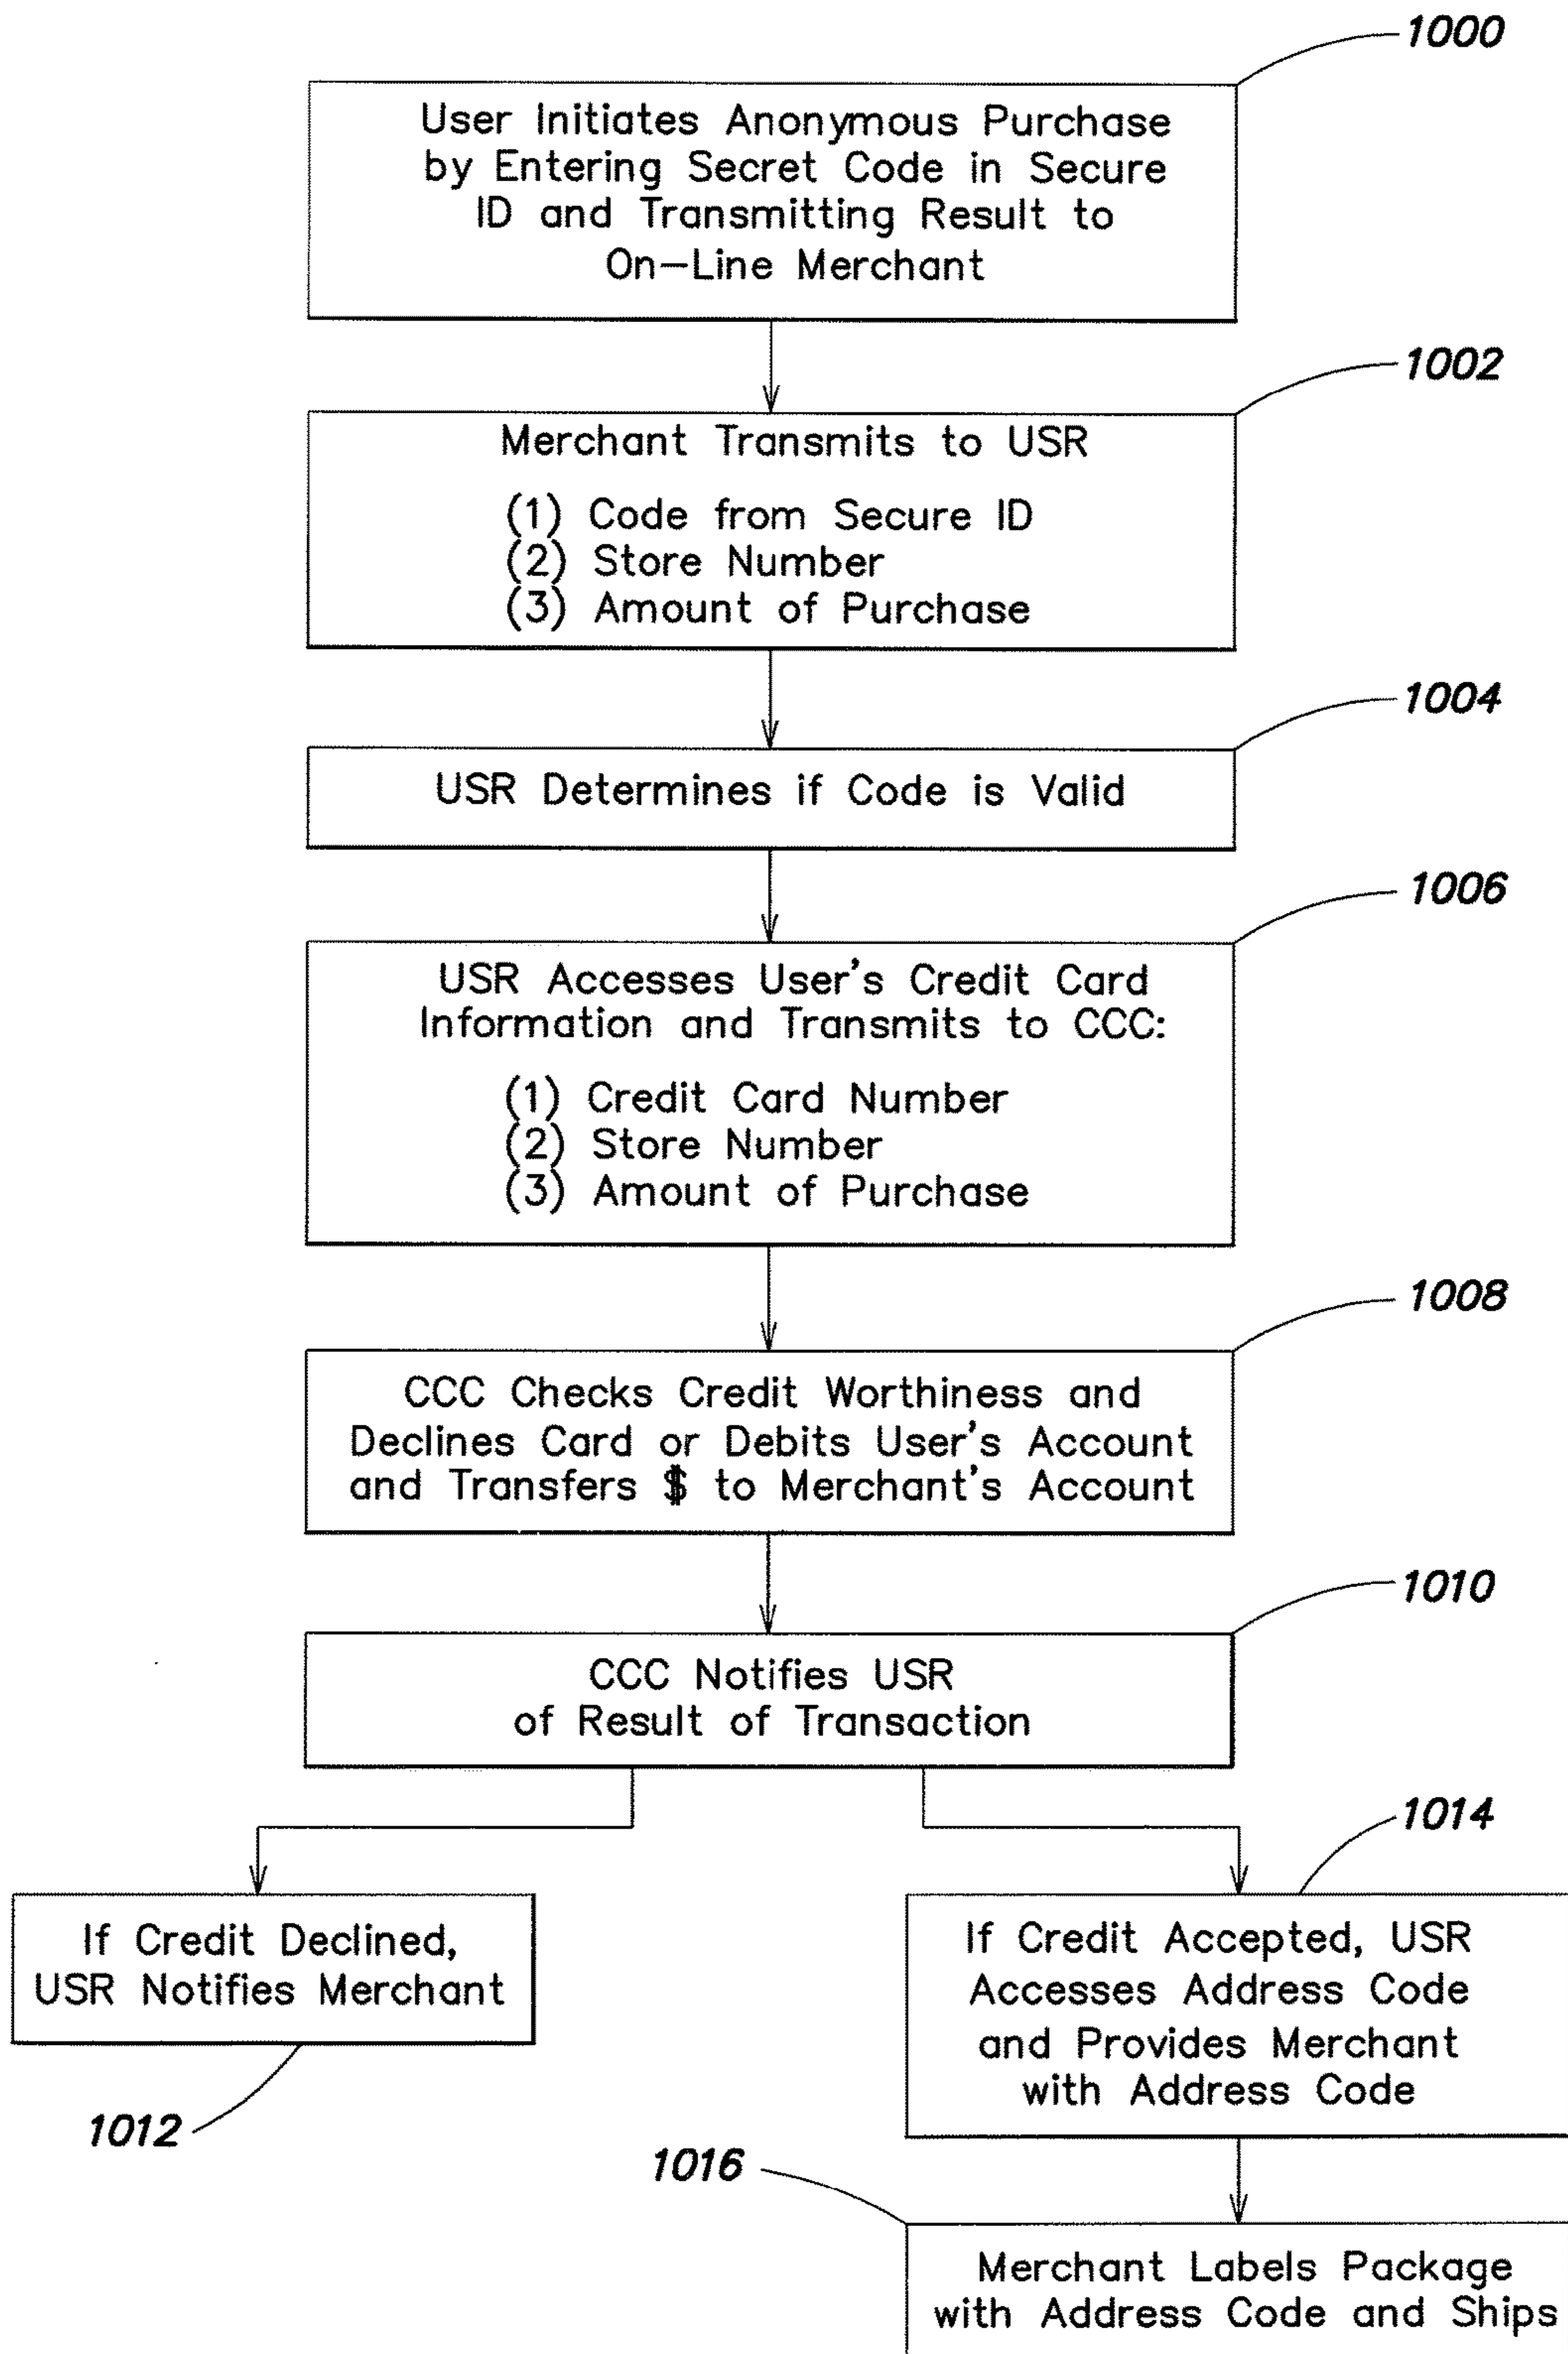 1000
User Initiates Anonymous Purchase
by Entering Secret Code in Secure
ID and Transmitting Result to
On-Line Merchant
1002
Merchant Transmits to USR
(1) Code from Secure ID
(2) Store Number
(3) Amount of Purchase
1004
USR Determines if Code is Valid
1006
USR Accesses User's Credit Card
Information and Transmits to CCC:
(1) Credit Card Number
(2) Store Number
(3) Amount of Purchase
1008
CCC Checks Credit Worthiness and
Declines Card or Debits User's Account
and Transfers $ to Merchant's Account
1010
CCC Notifies USR
of Result of Transaction
If Credit Declined,
USR Notifies Merchant
1012
1014
If Credit Accepted, USR
Accesses Address Code
and Provides Merchant
with Address Code
1016
Merchant Labels Package
with Address Code and Ships